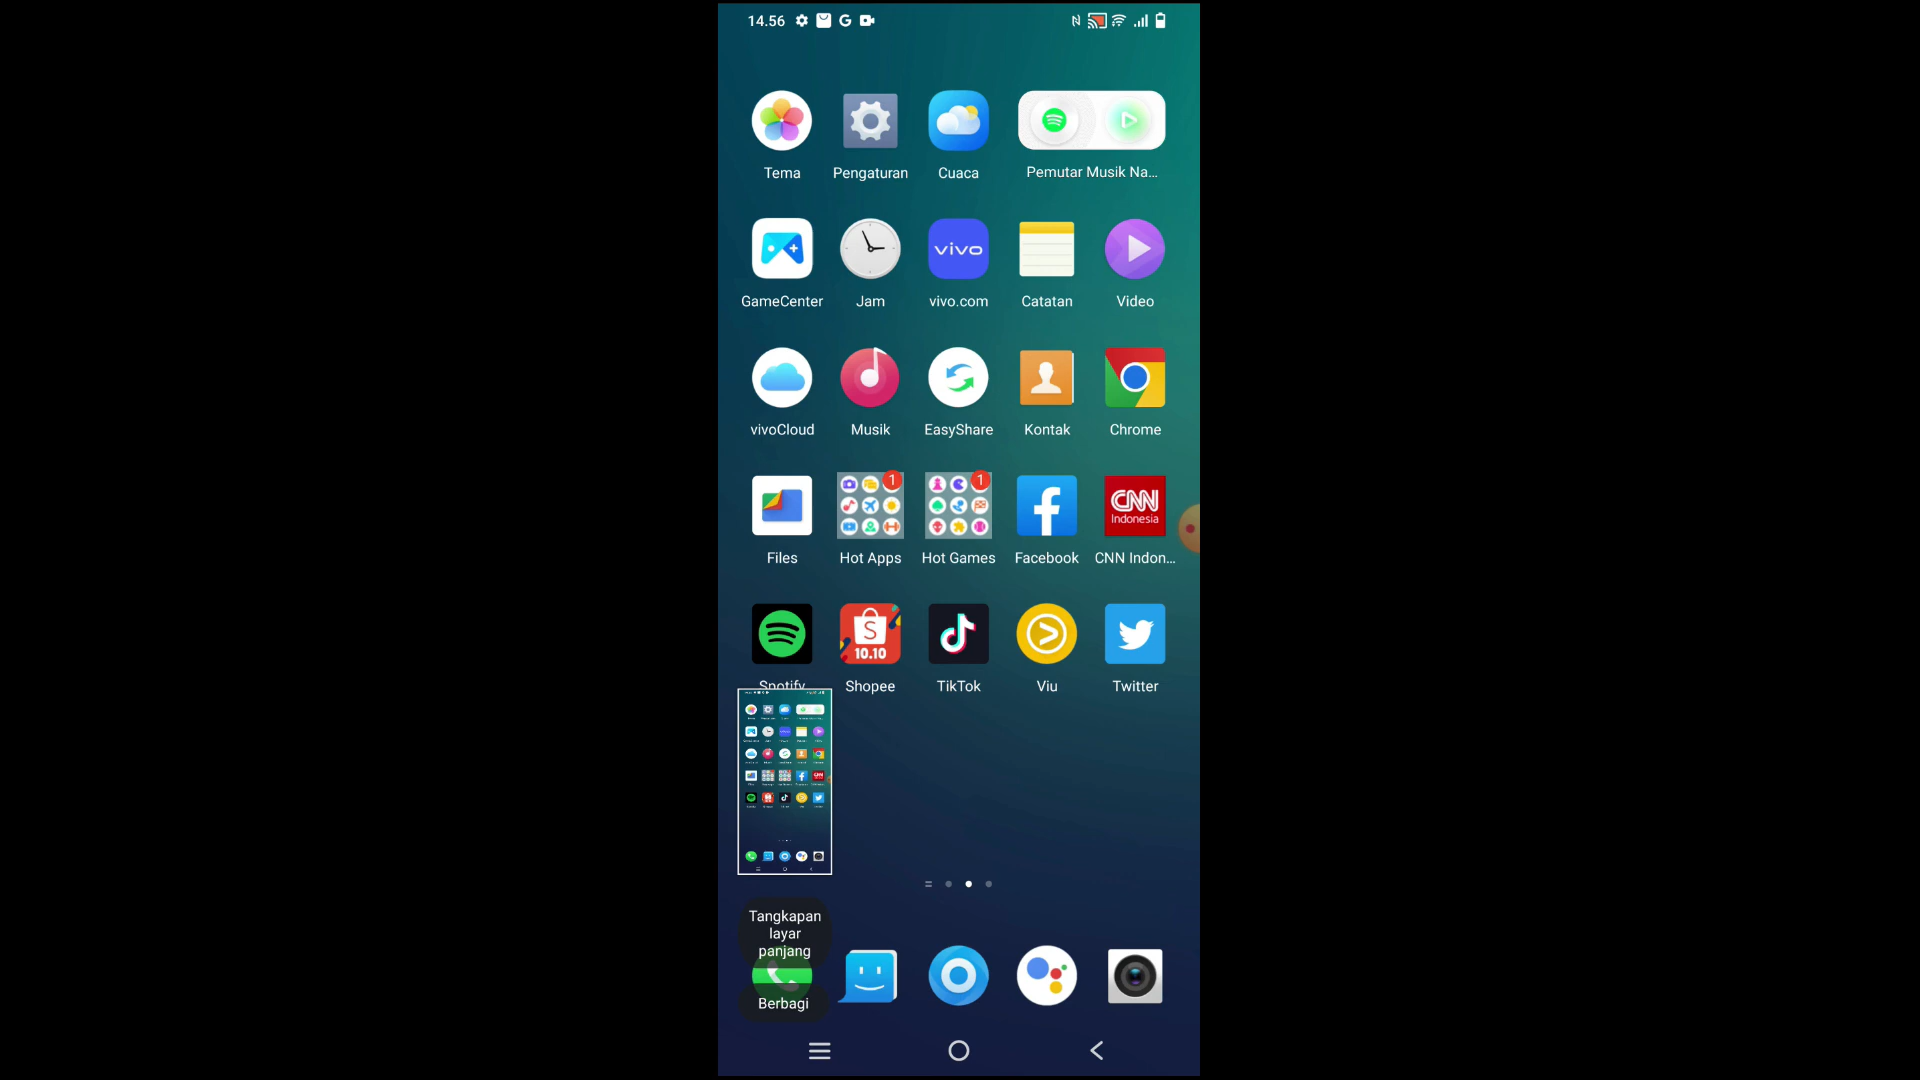 14.56
Tema
Pengaturan
Cuaca
Pemutar Musik Na...
GameCenter
Jam
vivo
vivo.com
Catatan
Video
vivoCloud
Musik
EasyShare
Kontak
Chrome
1
1
CNN
Indonesia
Files
Hot Apps
Hot Games
Facebook
CNN Indon...
S
10.10
Spotify
Shopee
TikTok
Viu
Twitter
Tangkapan
layar
panjang
Berbagi